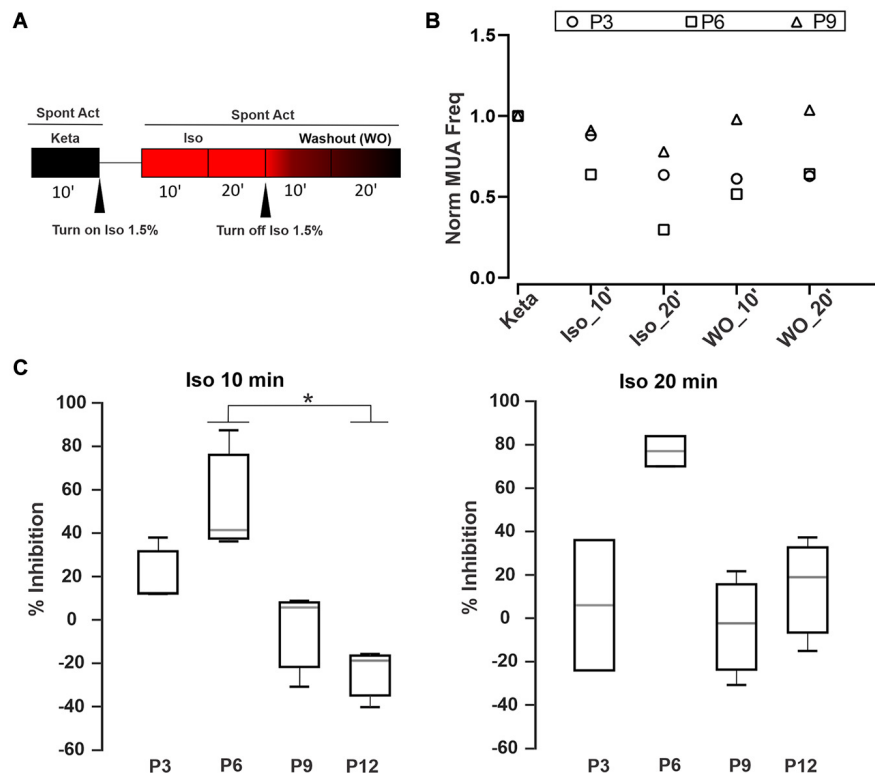 A
Spont Act
Spont Act
Keta
Iso
Washout (WO)
10'
10'
20'
10'
20'
Turn on Iso 1.5%
Turn off Iso 1.5%
B
P3
P6
P9
1.5
1.0
0.5
0.0
Norm MUA Freq
Keta
Iso_10'
Iso_20'
WO_10'
WO_20'
C
Iso 10 min
*
100
80
60
40
20
0
-20
-40
-60
% Inhibition
P3
P6
P9
P12
Iso 20 min
100
80
60
40
20
0
-20
-40
-60
% Inhibition
P3
P6
P9
P12